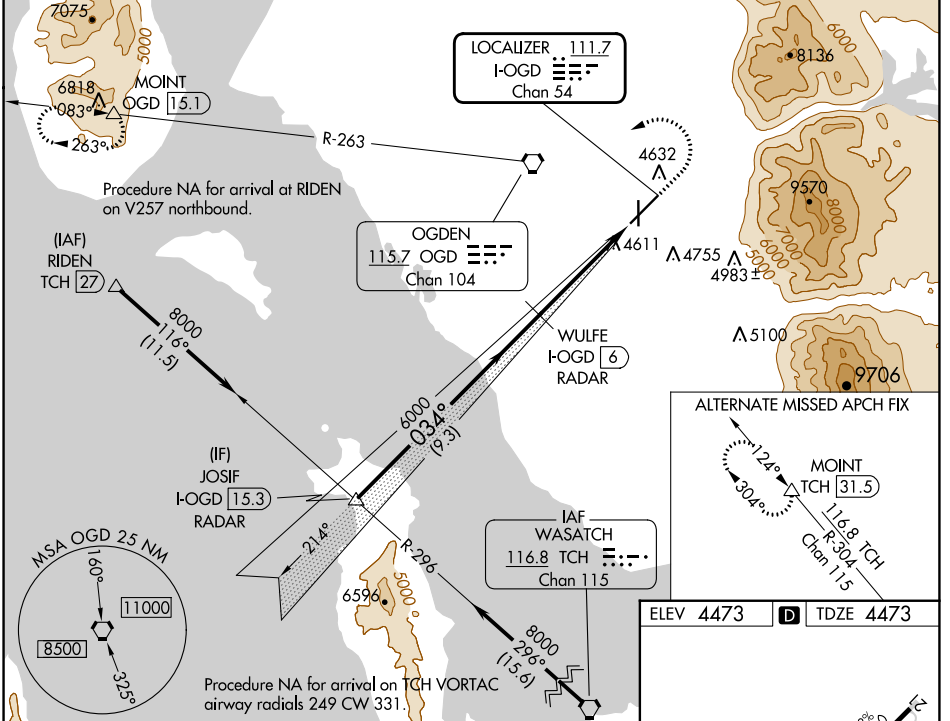 7075
5000
6818
MOINT
OGD 15.1
083°
263°
R-263
Procedure NA for arrival at RIDEN
on V257 northbound.
LOCALIZER 111.7
I-OGD
Chan 54
4632
8136
6000
9570
8000
6000
5000
4611
4755
4983 ±
5100
9706
OGDEN
115.7 OGD
Chan 104
(IAF)
RIDEN
TCH 27
8000
116°
(11.5)
WULFE
I-OGD 6
RADAR
6000
034°
(9.3)
(IF)
JOSIF
I-OGD 15.3
RADAR
214°
R-296
5000
6596
IAF
WASATCH
116.8 TCH
Chan 115
8000
296°
(15.6)
ALTERNATE MISSED APCH FIX
124°
304°
MOINT
TCH 31.5
116.8 TCH
R-304
Chan 115
MSA OGD 25 NM
160°
11000
8500
325°
Procedure NA for arrival on TCH VORTAC
airway radials 249 CW 331.
ELEV 4473
D
TDZE 4473
21